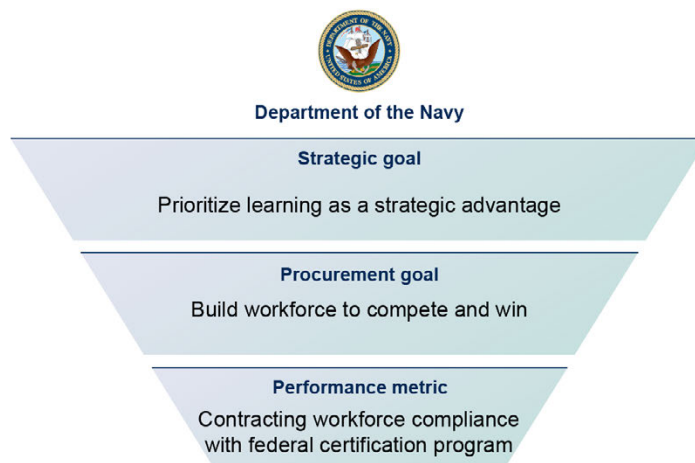 DEPARTMENT OF THE NAVY
UNITED STATES OF AMERICA
Department of the Navy
Strategic goal
Prioritize learning as a strategic advantage
Procurement goal
Build workforce to compete and win
Performance metric
Contracting workforce compliance
with federal certification program